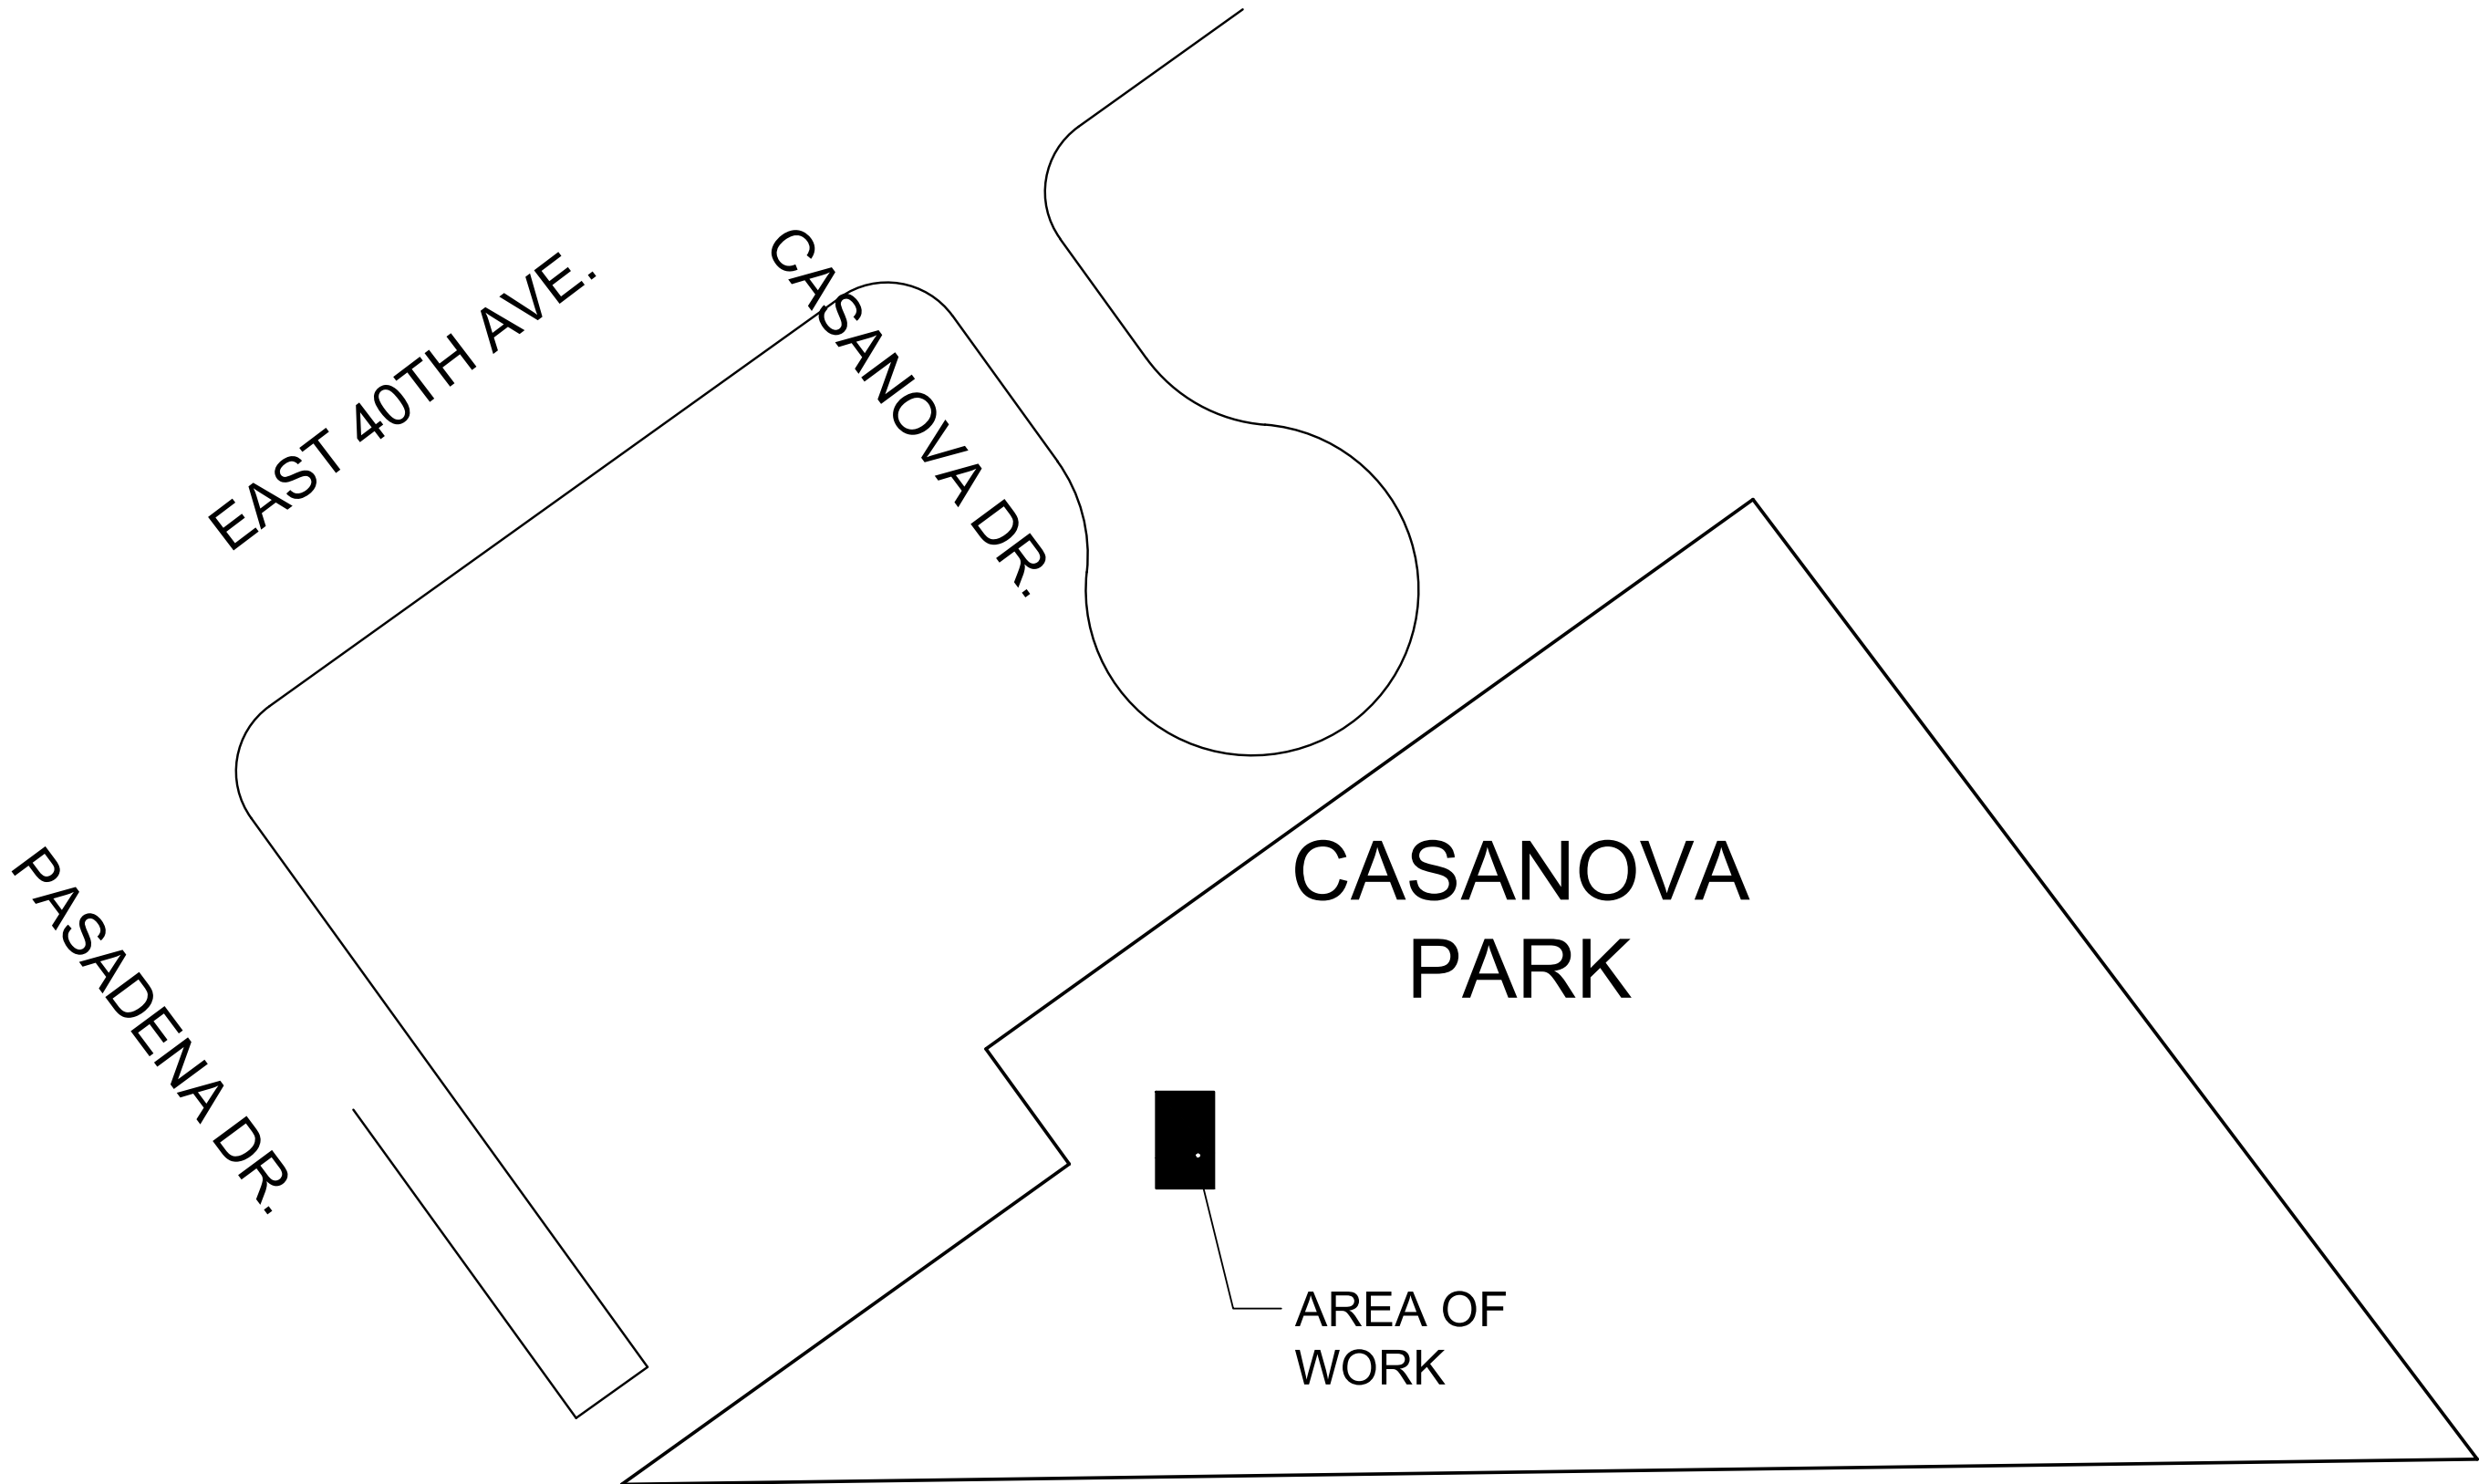 EAST 40TH AVE.
CASANOVA DR.
PASADENA DR.
CASANOVA
PARK
AREA OF
WORK